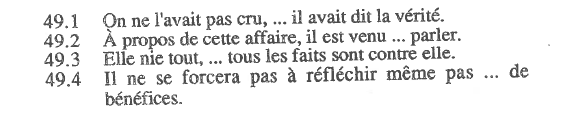 49.1 On ne l'avait pas cru, ... il avait dit la vérité.
49.2 À propos de cette affaire, il est venu ... parler.
49.3 Elle nie tout, ... tous les faits sont contre elle.
49.4 Il ne se forcera pas à réfléchir même pas ... de
bénéfices.